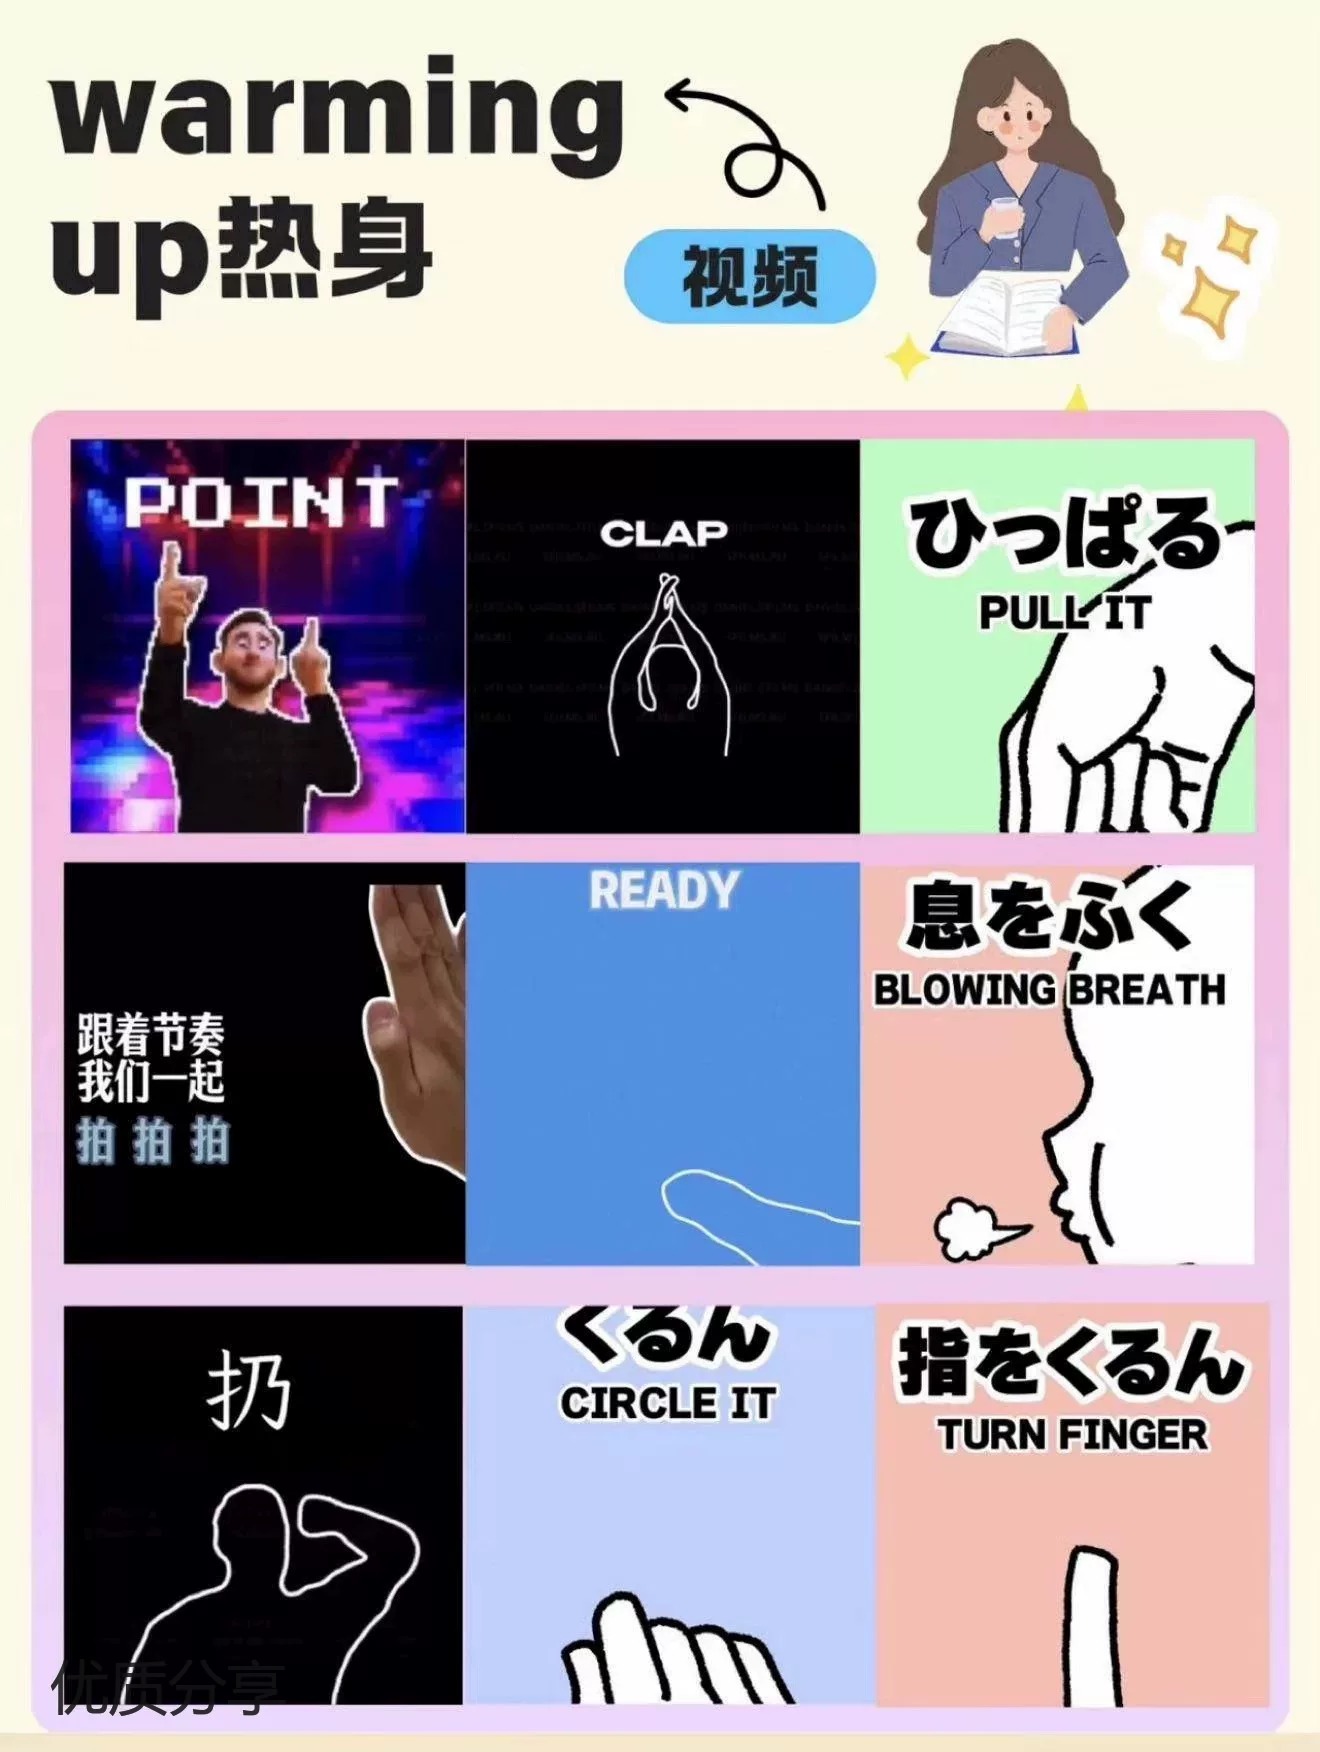 warming
up热身
视频
POINT
CLAP
ひっぱる
PULL IT
跟着节奏
我们一起
拍 拍 拍
READY
息をふく
BLOWING BREATH
扔
くるん
CIRCLE IT
指をくるん
TURN FINGER
优质分享